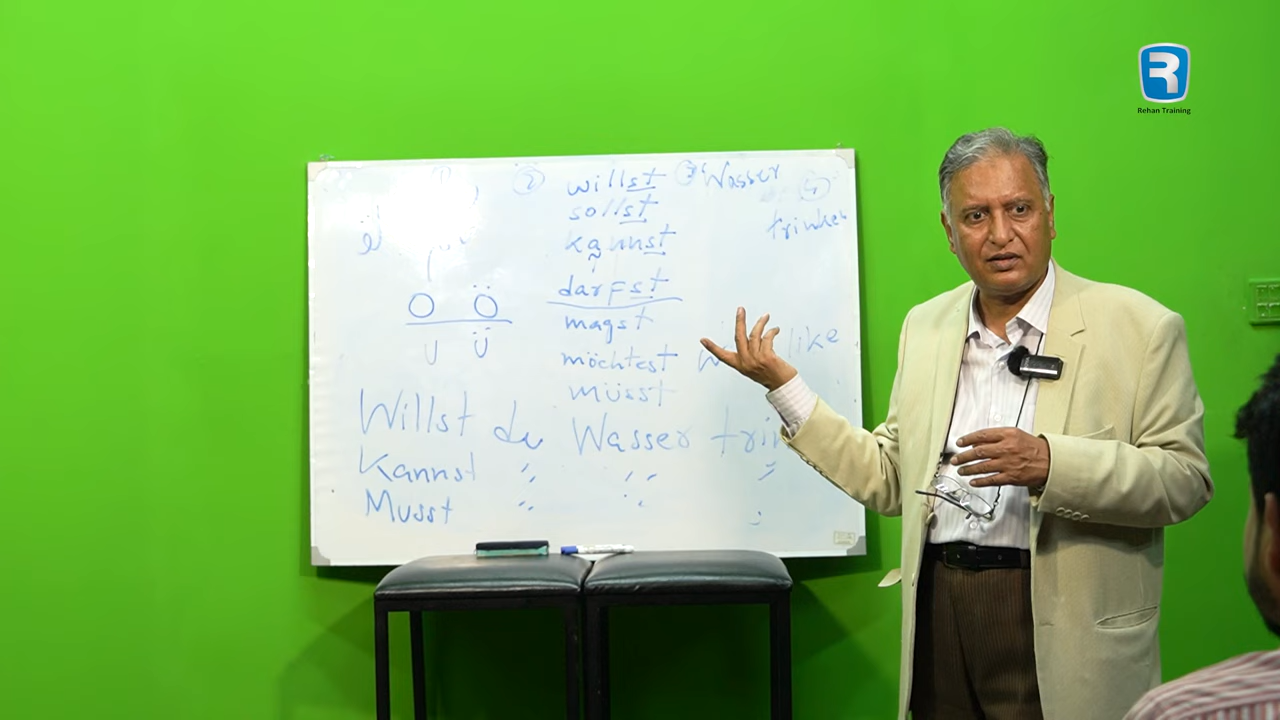 Rehan Training
② willst ③ Wasser ④
sollst
trinken
kannst
darfst
O Ö
magst
U Ü
möchtest like
müsst
Willst du Wasser trin
Kannst " " "
Musst " "